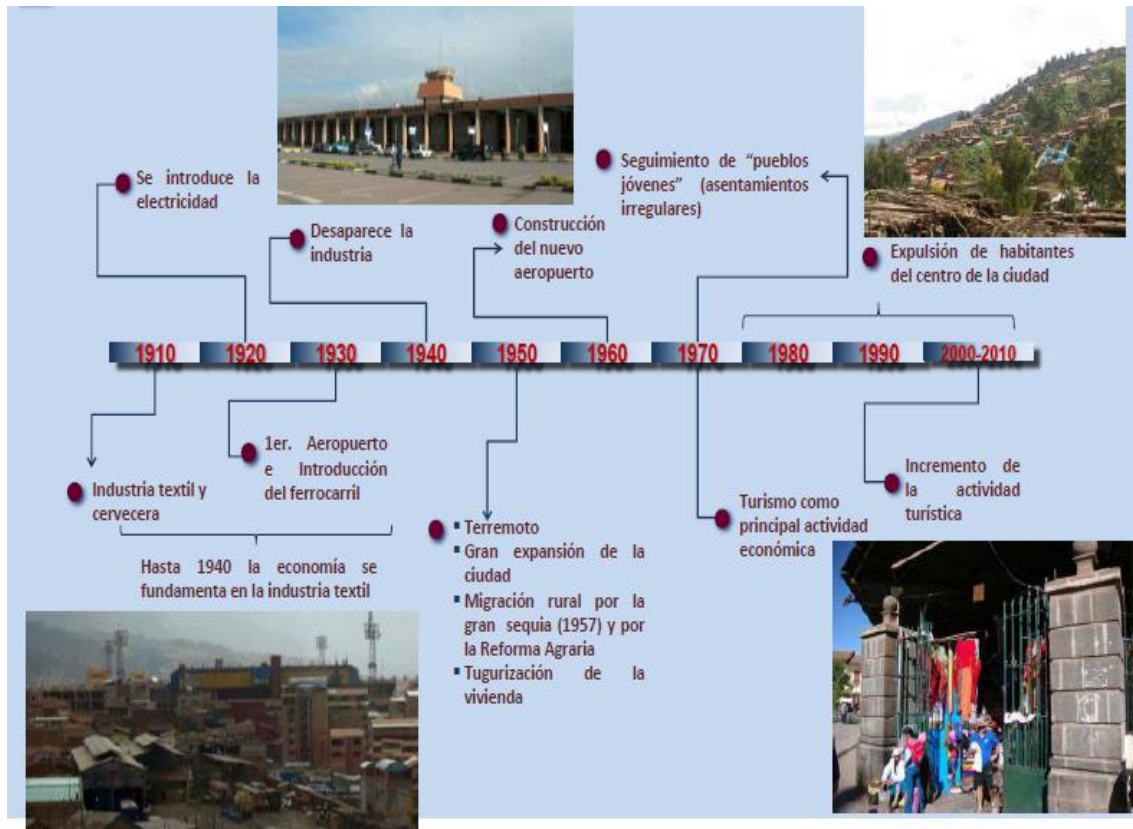 Se introduce la
electricidad
Desaparece la
industria
Construcción
del nuevo
aeropuerto
Seguimiento de “pueblos
jóvenes” (asentamientos
irregulares)
Expulsión de habitantes
del centro de la ciudad
1910 1920 1930 1940 1950 1960 1970 1980 1990 2000-2010
Industria textil y
cervecera
1er. Aeropuerto
e Introducción
del ferrocarril
Hasta 1940 la economía se
fundamenta en la industria textil
Terremoto
Gran expansión de la
ciudad
Migración rural por la
gran sequia (1957) y por
la Reforma Agraria
Tugurización de la
vivienda
Turismo como
principal actividad
económica
Incremento de
la actividad
turística